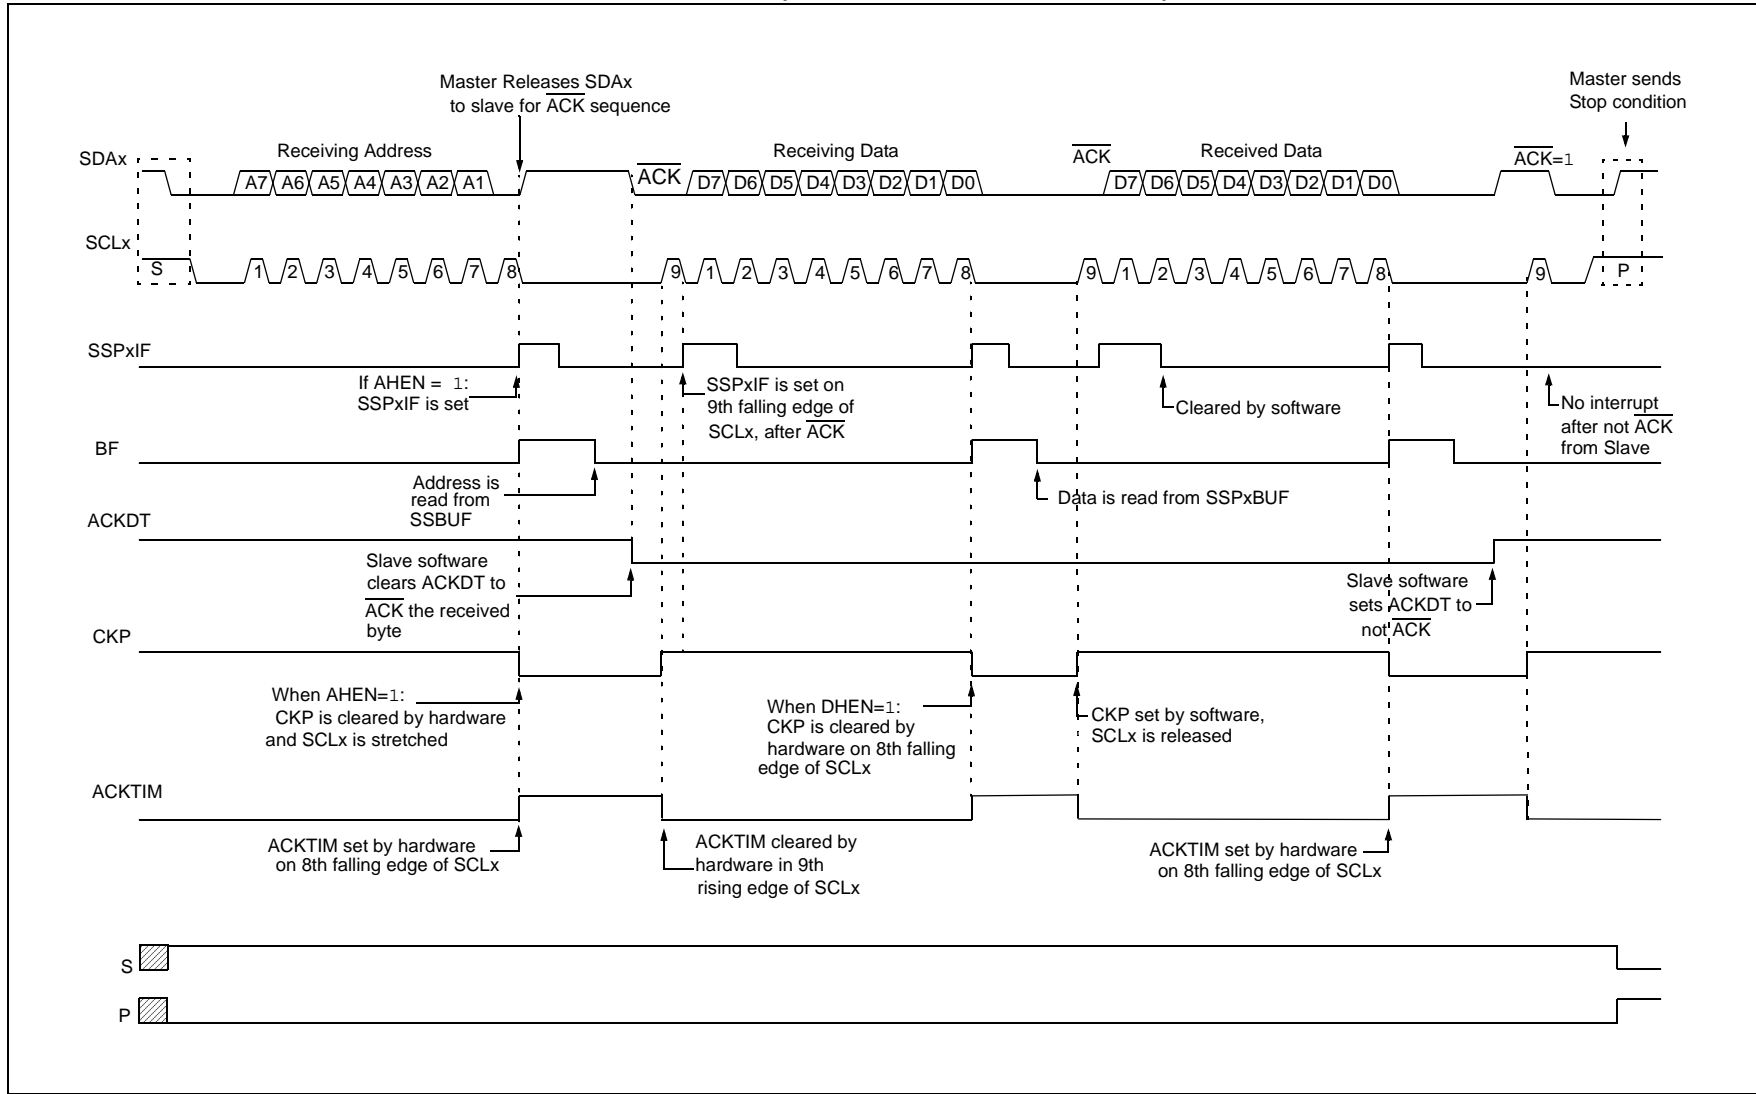 Master Releases SDAx
to slave for ACK sequence
Master sends
Stop condition
SDAx
Receiving Address
Receiving Data
ACK
Received Data
ACK=1
A7 A6 A5 A4 A3 A2 A1
ACK
D7 D6 D5 D4 D3 D2 D1 D0
D7 D6 D5 D4 D3 D2 D1 D0
SCLx
S
1 2 3 4 5 6 7 8
9 1 2 3 4 5 6 7 8
9 1 2 3 4 5 6 7 8
9
P
SSPxIF
If AHEN = 1:
SSPxIF is set
SSPxIF is set on
9th falling edge of
SCLx, after ACK
Cleared by software
No interrupt
after not ACK
from Slave
BF
Address is
read from
SSBUF
Data is read from SSPxBUF
ACKDT
Slave software
clears ACKDT to
ACK the received
byte
Slave software
sets ACKDT to
not ACK
CKP
When AHEN=1:
CKP is cleared by hardware
and SCLx is stretched
When DHEN=1:
CKP is cleared by
hardware on 8th falling
edge of SCLx
CKP set by software,
SCLx is released
ACKTIM
ACKTIM set by hardware
on 8th falling edge of SCLx
ACKTIM cleared by
hardware in 9th
rising edge of SCLx
ACKTIM set by hardware
on 8th falling edge of SCLx
S
P